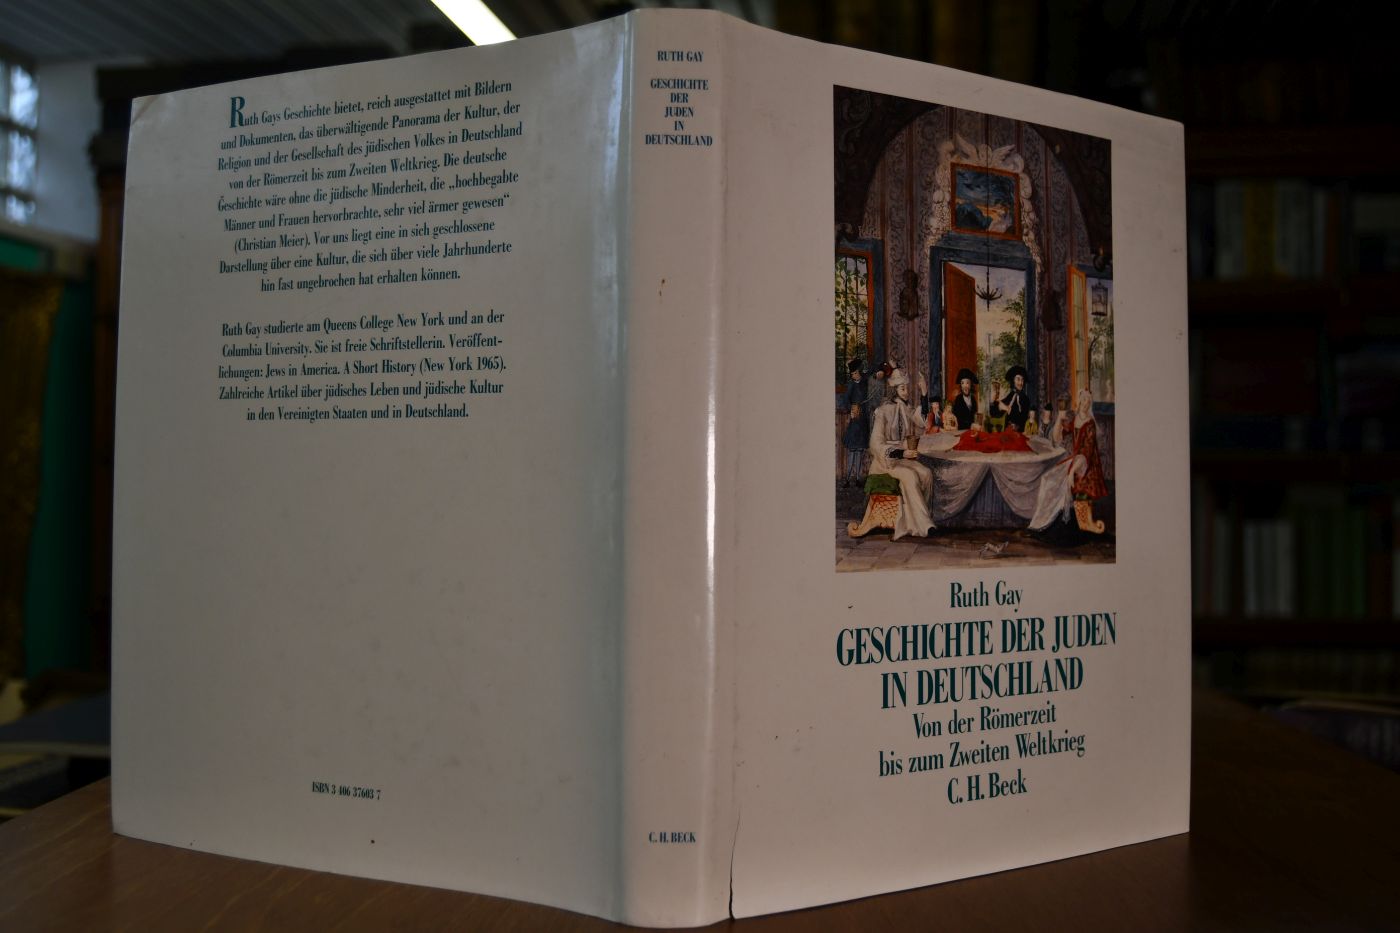 Ruth Gays Geschichte bietet, reich ausgestattet mit Bildern
und Dokumenten, das überwältigende Panorama der Kultur, der
Religion und der Gesellschaft des jüdischen Volkes in Deutschland
von der Römerzeit bis zum Zweiten Weltkrieg. Die deutsche
Geschichte wäre ohne die jüdische Minderheit, die „hochbegabte
Männer und Frauen hervorbrachte, sehr viel ärmer gewesen“
(Christian Meier). Vor uns liegt eine in sich geschlossene
Darstellung über eine Kultur, die sich über viele Jahrhunderte
hin fast ungebrochen hat erhalten können.
Ruth Gay studierte am Queens College New York und an der
Columbia University. Sie ist freie Schriftstellerin. Veröffent-
lichungen: Jews in America. A Short History (New York 1965).
Zahlreiche Artikel über jüdisches Leben und jüdische Kultur
in den Vereinigten Staaten und in Deutschland.
ISBN 3 406 37603 7
RUTH GAY
GESCHICHTE
DER
JUDEN
IN
DEUTSCHLAND
C. H. BECK
Ruth Gay
GESCHICHTE DER JUDEN
IN DEUTSCHLAND
Von der Römerzeit
bis zum Zweiten Weltkrieg
C. H. Beck